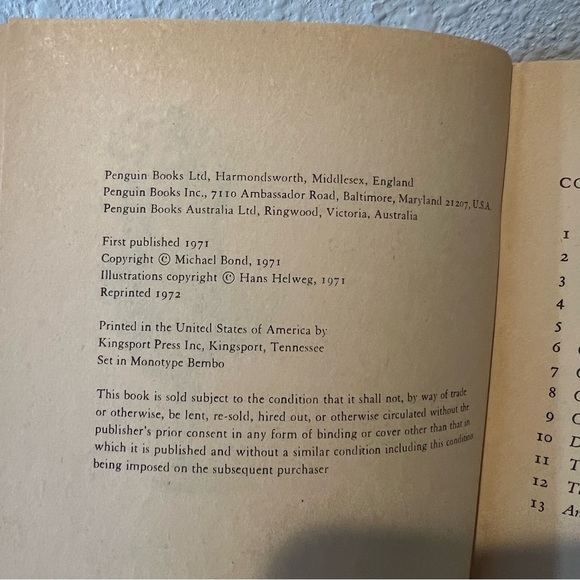 Penguin Books Ltd, Harmondsworth, Middlesex, England
Penguin Books Inc., 7110 Ambassador Road, Baltimore, Maryland 21207, U.S.A
Penguin Books Australia Ltd, Ringwood, Victoria, Australia
First published 1971
Copyright © Michael Bond, 1971
Illustrations copyright © Hans Helweg, 1971
Reprinted 1972
Printed in the United States of America by
Kingsport Press Inc, Kingsport, Tennessee
Set in Monotype Bembo
This book is sold subject to the condition that it shall not, by way of trade
or otherwise, be lent, re-sold, hired out, or otherwise circulated without the
publisher's prior consent in any form of binding or cover other than that in
which it is published and without a similar condition including this condition
being imposed on the subsequent purchaser
1
2
3
4
5
6
7
8
9
10
11
12
13